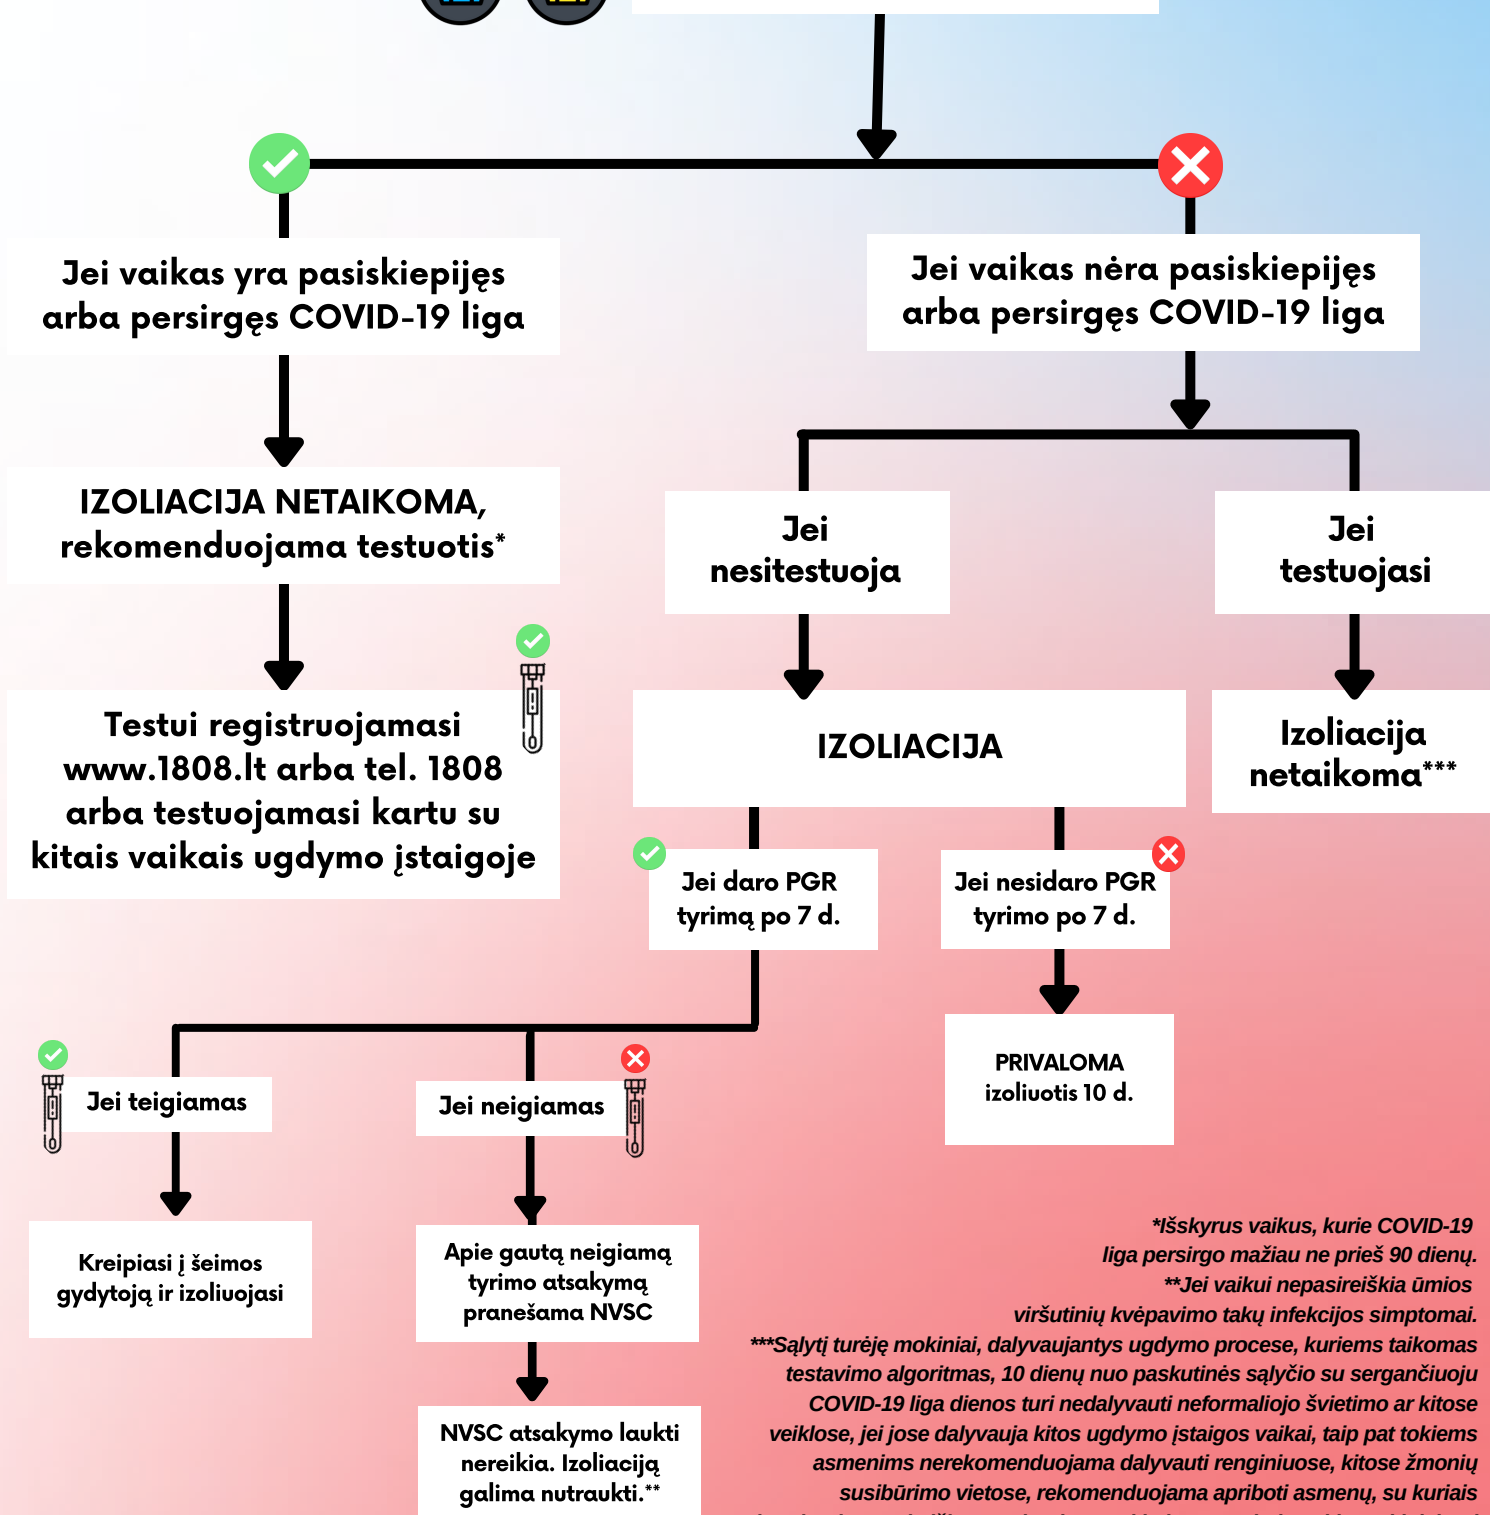 Jei vaikas yra pasiskiepijęs
arba persirgęs COVID-19 liga
Jei vaikas nėra pasiskiepijęs
arba persirgęs COVID-19 liga
IZOLIACIJA NETAIKOMA,
rekomenduojama testuotis*
Jei
nesitestuoja
Jei
testuojasi
Testui registruojamasi
www.1808.lt arba tel. 1808
arba testuojamasi kartu su
kitais vaikais ugdymo įstaigoje
IZOLIACIJA
Izoliacija
netaikoma***
Jei daro PGR
tyrimą po 7 d.
Jei nesidaro PGR
tyrimo po 7 d.
PRIVALOMA
izoliuotis 10 d.
Jei teigiamas
Jei neigiamas
Kreipiasi į šeimos
gydytoją ir izoliuojasi
Apie gautą neigiamą
tyrimo atsakymą
pranešama NVSC
NVSC atsakymo laukti
nereikia. Izoliaciją
galima nutraukti.**
*Išskyrus vaikus, kurie COVID-19
liga persirgo mažiau ne prieš 90 dienų.
**Jei vaikui nepasireiškia ūmios
viršutinių kvėpavimo takų infekcijos simptomai.
***Sąlytį turėję mokiniai, dalyvaujantys ugdymo procese, kuriems taikomas
testavimo algoritmas, 10 dienų nuo paskutinės sąlyčio su sergančiuoju
COVID-19 liga dienos turi nedalyvauti neformaliojo švietimo ar kitose
veiklose, jei jose dalyvauja kitos ugdymo įstaigos vaikai, taip pat tokiems
asmenims nerekomenduojama dalyvauti renginiuose, kitose žmonių
susibūrimo vietose, rekomenduojama apriboti asmenų, su kuriais